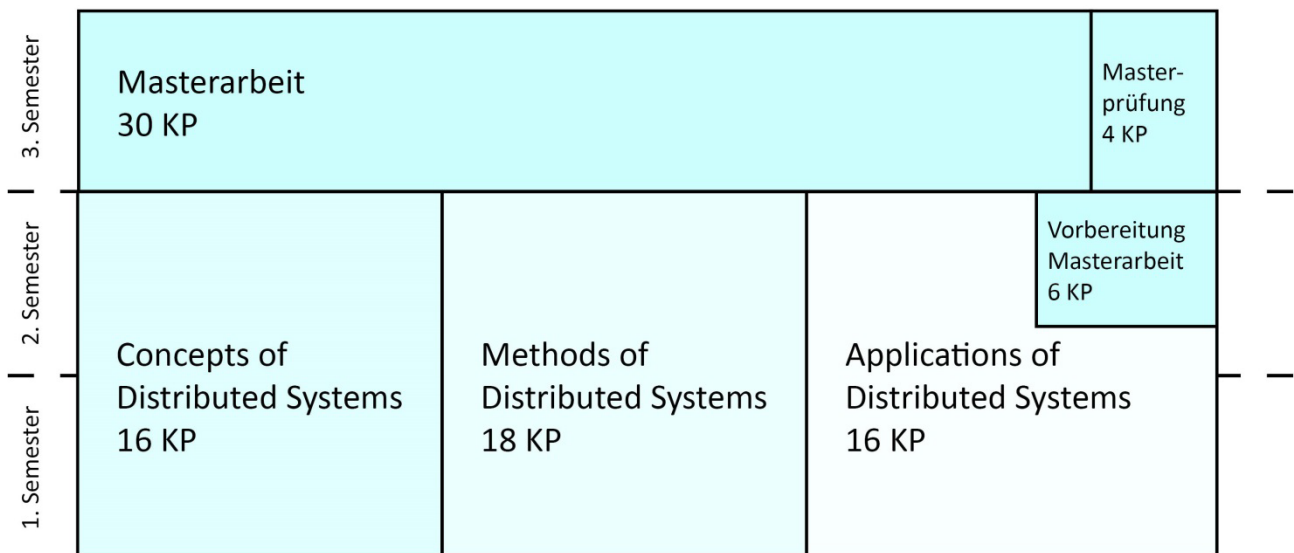 3. Semester
Masterarbeit
30 KP
Master-
prüfung
4 KP
2. Semester
Vorbereitung
Masterarbeit
6 KP
Concepts of
Distributed Systems
16 KP
Methods of
Distributed Systems
18 KP
Applications of
Distributed Systems
16 KP
1. Semester